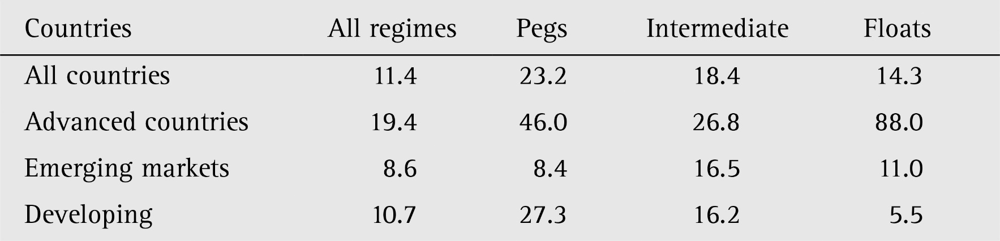 Countries All regimes Pegs Intermediate Floats
All countries 11.4 23.2 18.4 14.3
Advanced countries 19.4 46.0 26.8 88.0
Emerging markets 8.6 8.4 16.5 11.0
Developing 10.7 27.3 16.2 5.5